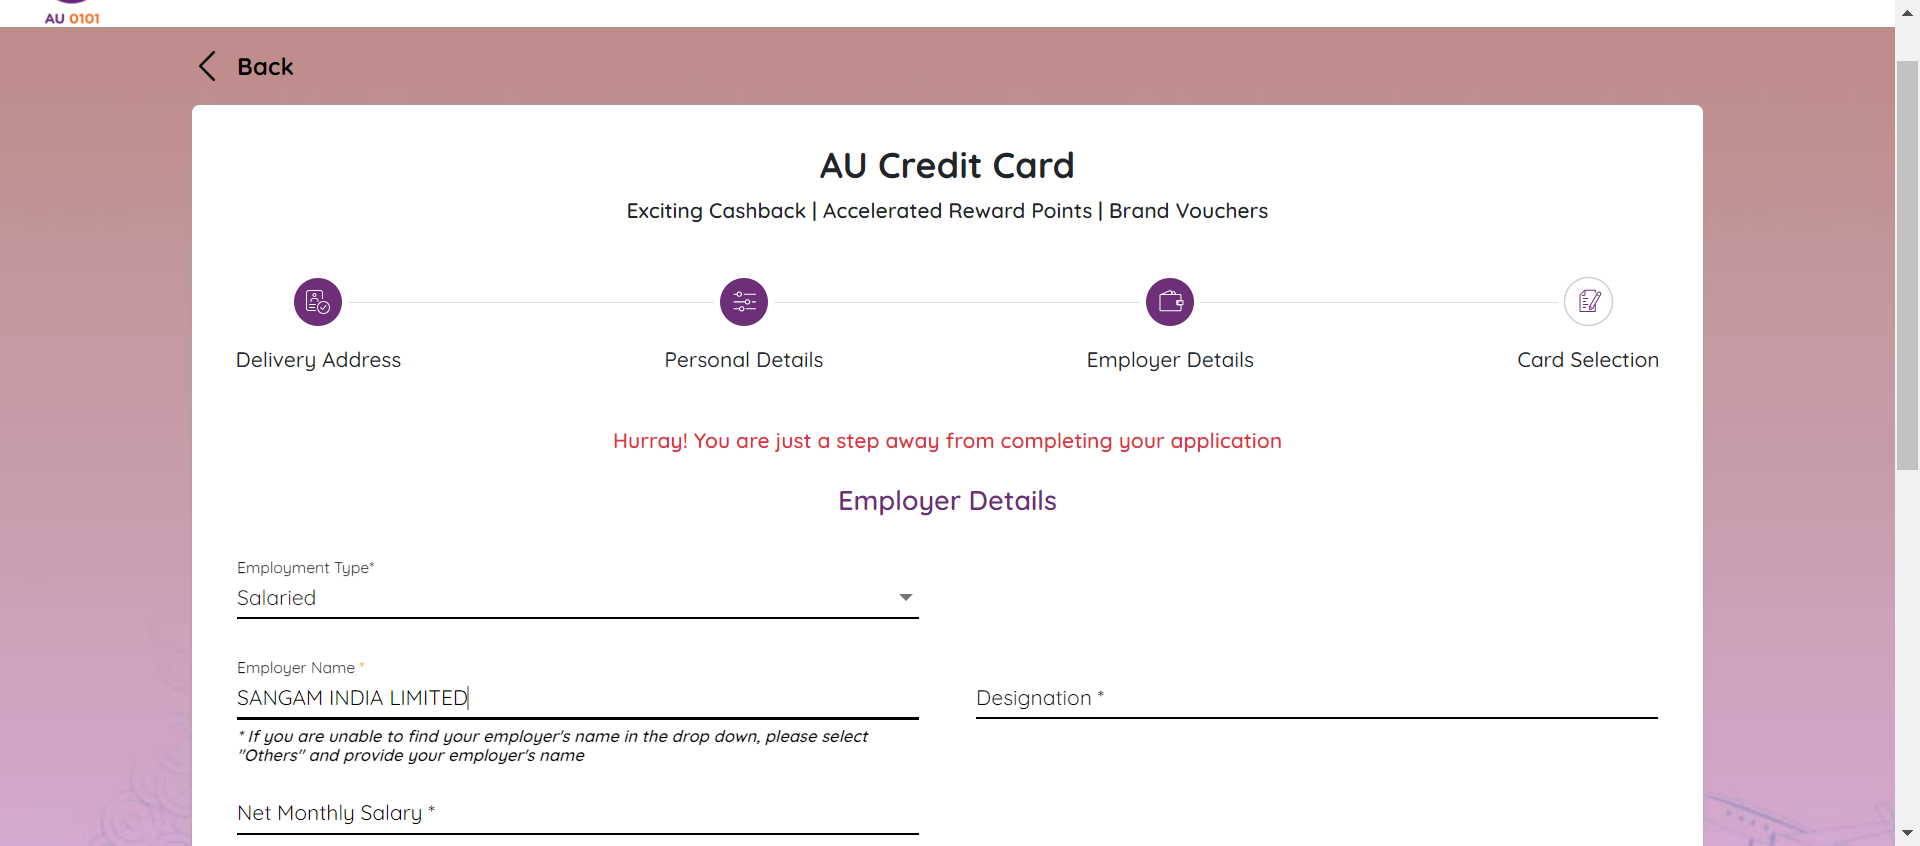 AU 0101
Back
AU Credit Card
Exciting Cashback | Accelerated Reward Points | Brand Vouchers
Delivery Address
Personal Details
Employer Details
Card Selection
Hurray! You are just a step away from completing your application
Employer Details
Employment Type*
Salaried
Employer Name *
SANGAM INDIA LIMITED
Designation *
* If you are unable to find your employer's name in the drop down, please select
"Others" and provide your employer's name
Net Monthly Salary *